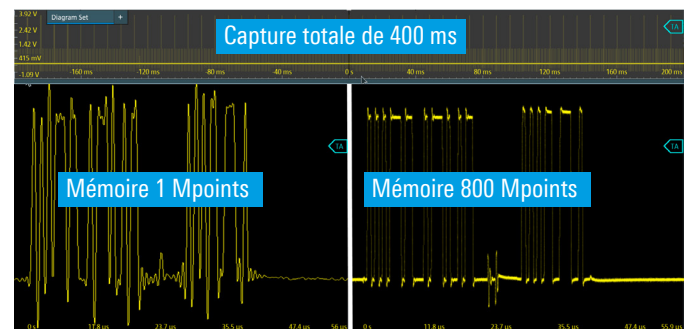 3.92 V
Diagram Set +
2.42 V
1.42 V
415 mV
-1.09 V
Capture totale de 400 ms
TA
-160 ms -120 ms -80 ms -40 ms 0 s 40 ms 80 ms 120 ms 160 ms 200 ms
TA TA
Mémoire 1 Mpoints Mémoire 800 Mpoints
0 s 11.8 µs 23.7 µs 35.5 µs 47.4 µs 56 µs 0 s 11.8 µs 23.7 µs 35.5 µs 47.4 µs 55.9 µs